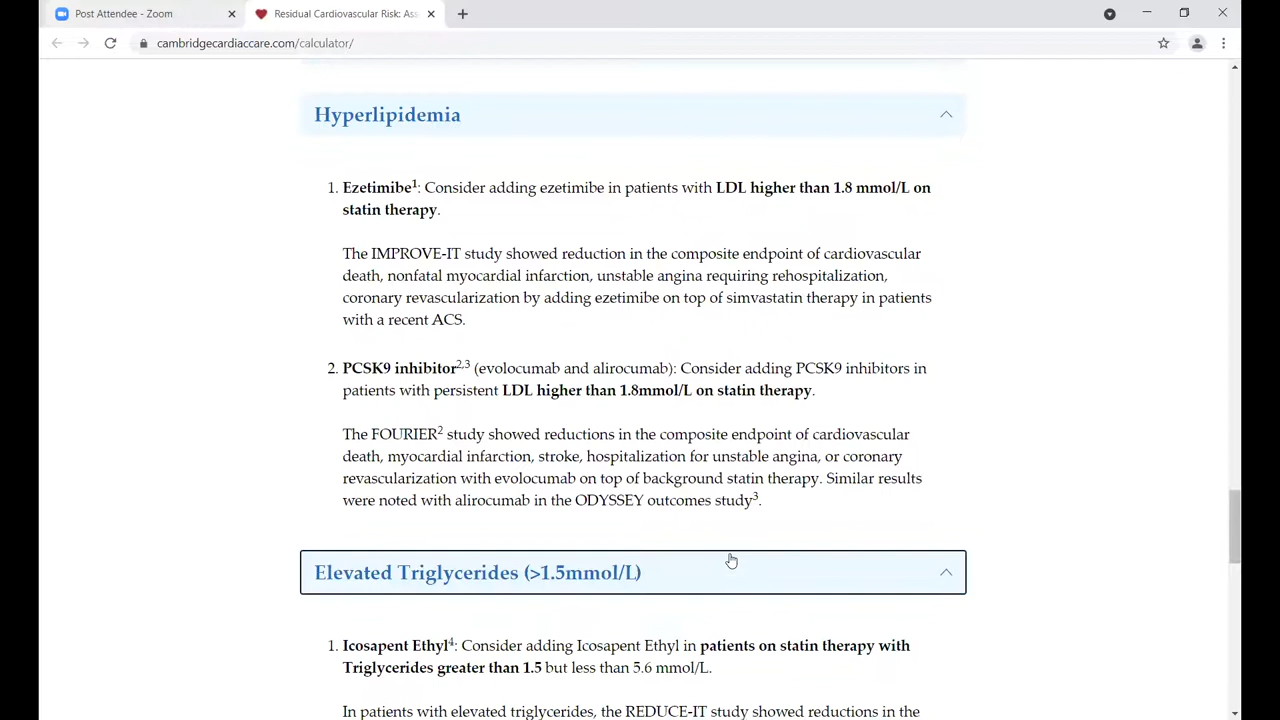 Post Attendee - Zoom
Residual Cardiovascular Risk: Ass
cambridgecardiaccare.com/calculator/
Hyperlipidemia
1. Ezetimibe1: Consider adding ezetimibe in patients with LDL higher than 1.8 mmol/L on
statin therapy.
The IMPROVE-IT study showed reduction in the composite endpoint of cardiovascular
death, nonfatal myocardial infarction, unstable angina requiring rehospitalization,
coronary revascularization by adding ezetimibe on top of simvastatin therapy in patients
with a recent ACS.
2. PCSK9 inhibitor2,3 (evolocumab and alirocumab): Consider adding PCSK9 inhibitors in
patients with persistent LDL higher than 1.8mmol/L on statin therapy.
The FOURIER2 study showed reductions in the composite endpoint of cardiovascular
death, myocardial infarction, stroke, hospitalization for unstable angina, or coronary
revascularization with evolocumab on top of background statin therapy. Similar results
were noted with alirocumab in the ODYSSEY outcomes study3.
Elevated Triglycerides (>1.5mmol/L)
1. Icosapent Ethyl4: Consider adding Icosapent Ethyl in patients on statin therapy with
Triglycerides greater than 1.5 but less than 5.6 mmol/L.
In patients with elevated triglycerides, the REDUCE-IT study showed reductions in the